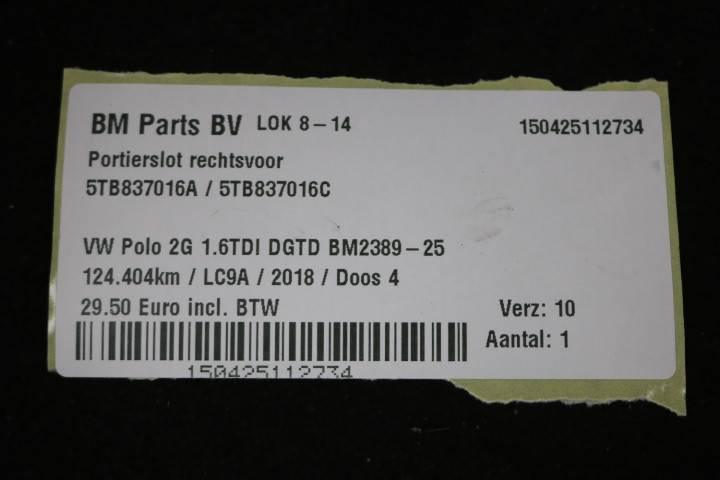 BM Parts BV LOK 8-14 150425112734
Portierslot rechtsvoor
5TB837016A / 5TB837016C
VW Polo 2G 1.6TDI DGTD BM2389-25
124.404km / LC9A / 2018 / Doos 4
29.50 Euro incl. BTW Verz: 10
Aantal: 1
150425112734